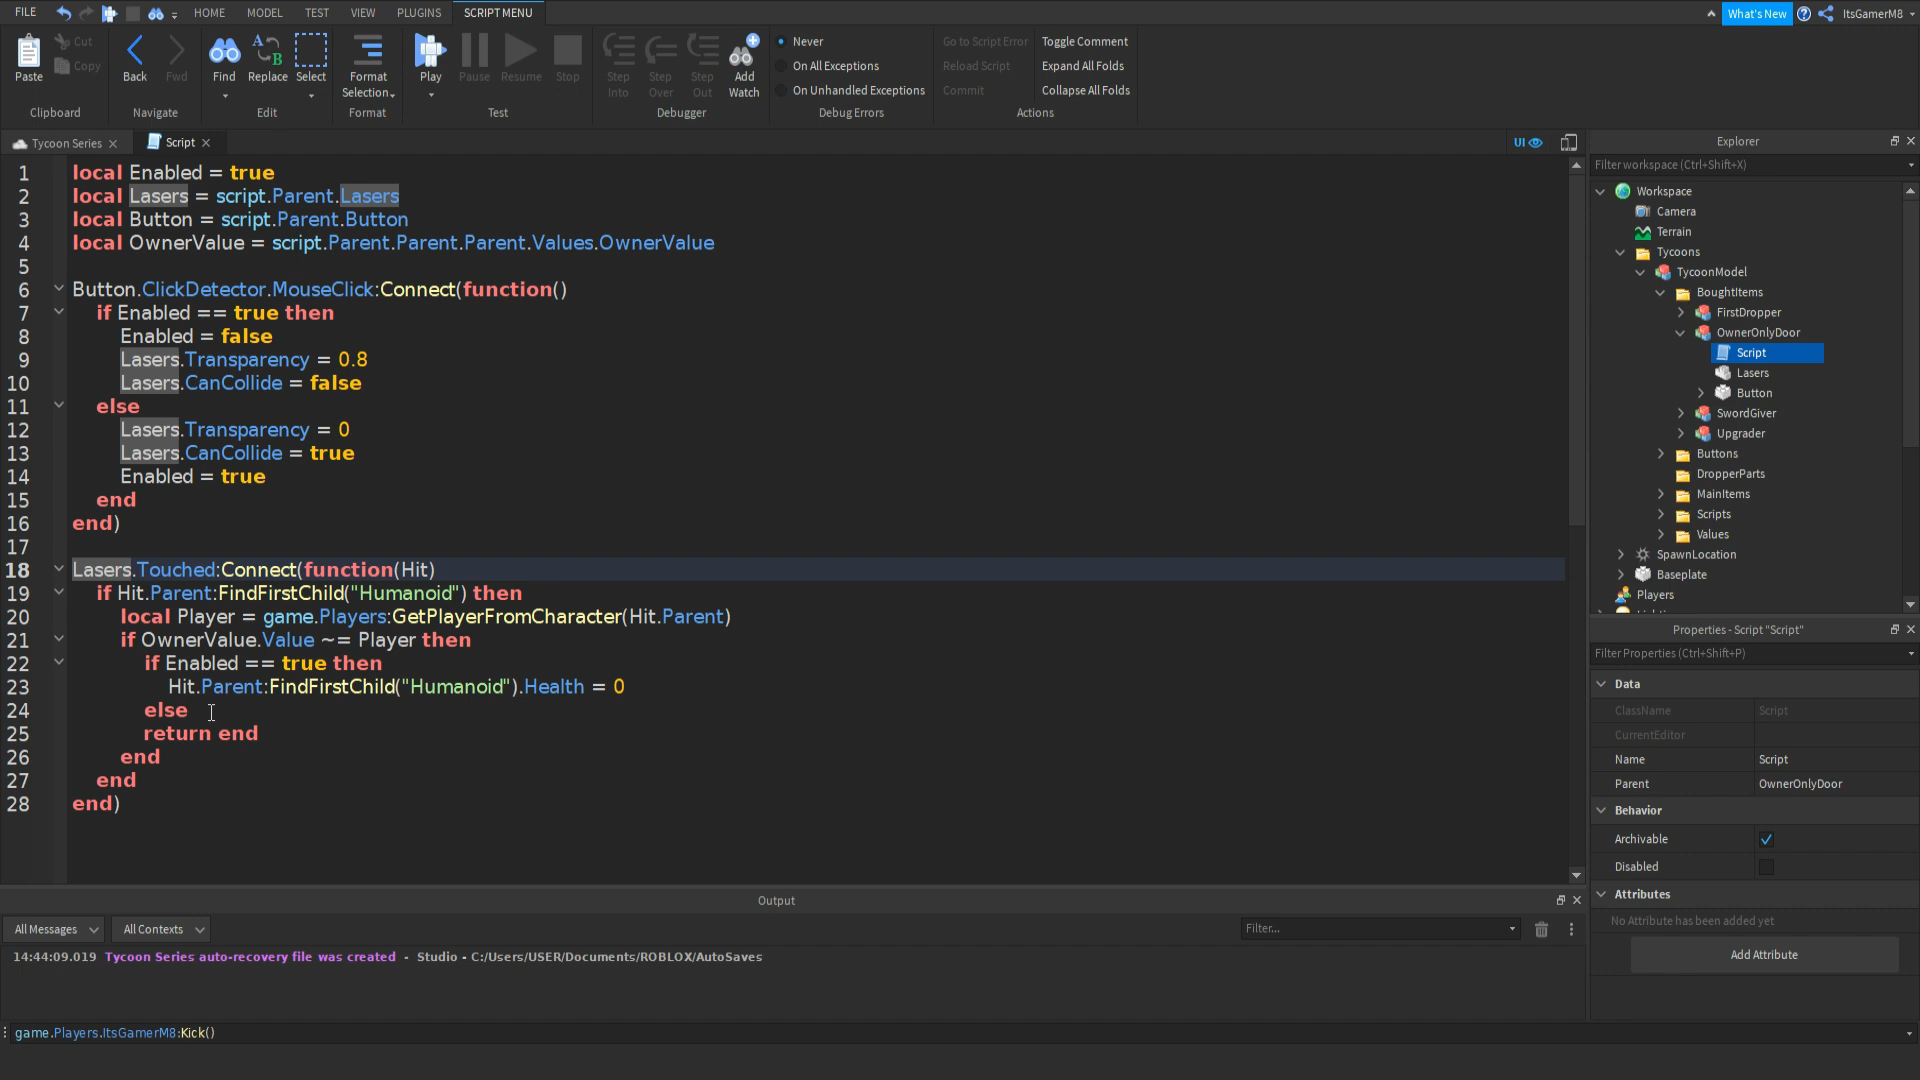 FILE HOME MODEL TEST VIEW PLUGINS SCRIPT MENU What's New ItsGamerM8
Paste Cut Copy Back Fwd Find Replace Select Format Selection Play Pause Resume Stop Step Into Step Over Step Out Add Watch
Never
On All Exceptions
On Unhandled Exceptions
Go to Script Error
Reload Script
Commit
Toggle Comment
Expand All Folds
Collapse All Folds
Clipboard Navigate Edit Format Test Debugger Debug Errors Actions
Tycoon Series Script UI
1 local Enabled = true
2 local Lasers = script.Parent.Lasers
3 local Button = script.Parent.Button
4 local OwnerValue = script.Parent.Parent.Parent.Values.OwnerValue
5
6 Button.ClickDetector.MouseClick:Connect(function()
7 if Enabled == true then
8 Enabled = false
9 Lasers.Transparency = 0.8
10 Lasers.CanCollide = false
11 else
12 Lasers.Transparency = 0
13 Lasers.CanCollide = true
14 Enabled = true
15 end
16 end)
17
18 Lasers.Touched:Connect(function(Hit)
19 if Hit.Parent:FindFirstChild("Humanoid") then
20 local Player = game.Players:GetPlayerFromCharacter(Hit.Parent)
21 if OwnerValue.Value ~= Player then
22 if Enabled == true then
23 Hit.Parent:FindFirstChild("Humanoid").Health = 0
24 else
25 return end
26 end
27 end
28 end)
Explorer
Filter workspace (Ctrl+Shift+X)
Workspace
Camera
Terrain
Tycoons
TycoonModel
BoughtItems
FirstDropper
OwnerOnlyDoor
Script
Lasers
Button
SwordGiver
Upgrader
Buttons
DropperParts
MainItems
Scripts
Values
SpawnLocation
Baseplate
Players
Properties - Script "Script"
Filter Properties (Ctrl+Shift+P)
Data
ClassName Script
CurrentEditor
Name Script
Parent OwnerOnlyDoor
Behavior
Archivable
Disabled
Attributes
No Attribute has been added yet
Add Attribute
Output
All Messages All Contexts Filter...
14:44:09.019 Tycoon Series auto-recovery file was created - Studio - C:/Users/USER/Documents/ROBLOX/AutoSaves
game.Players.ItsGamerM8:Kick()